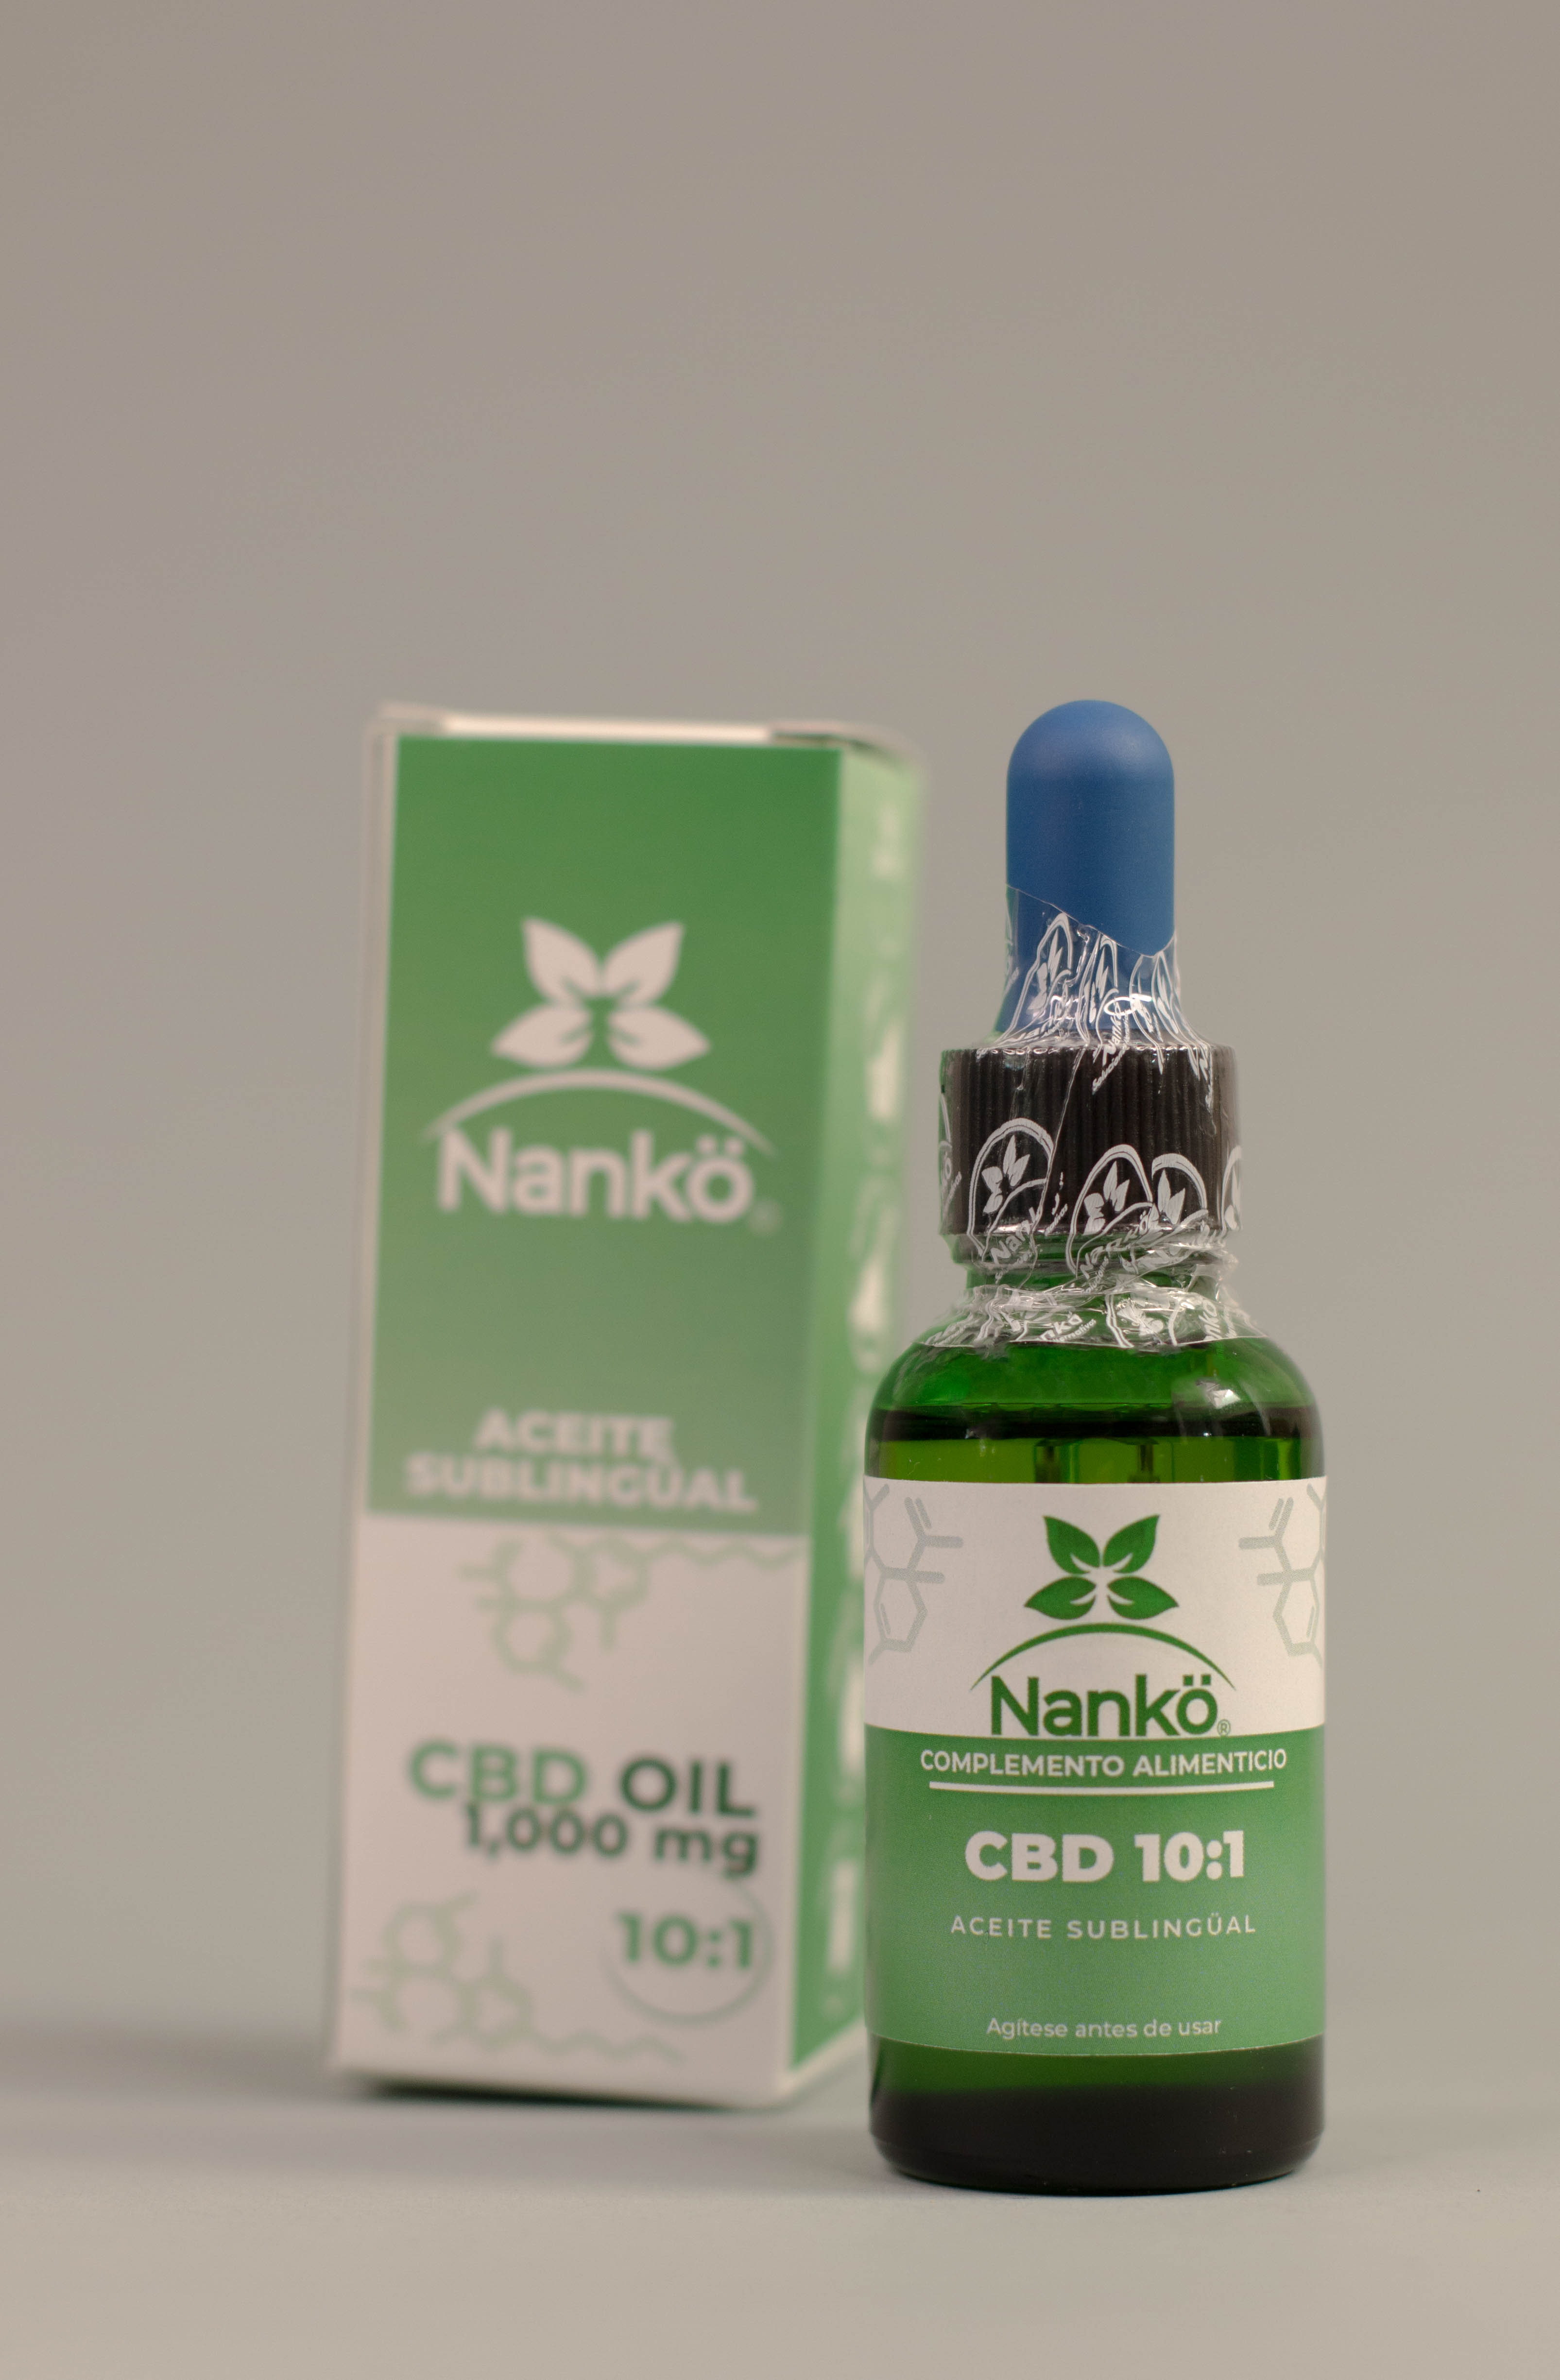 Nankö
ACEITE
SUBLINGÜAL
CBD OIL
1,000 mg
10:1
Nankö®
COMPLEMENTO ALIMENTICIO
CBD 10:1
ACEITE SUBLINGÜAL
Agítese antes de usar